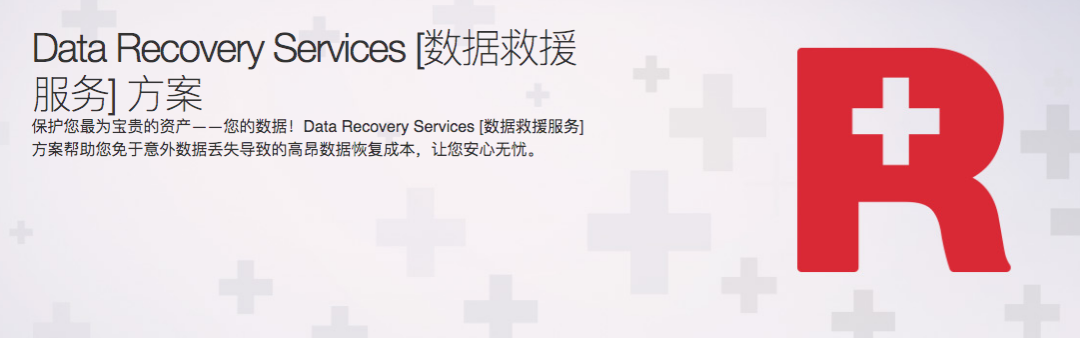 Data Recovery Services [数据救援
服务] 方案
保护您最为宝贵的资产——您的数据！Data Recovery Services [数据救援服务]
方案帮助您免于意外数据丢失导致的高昂数据恢复成本，让您安心无忧。